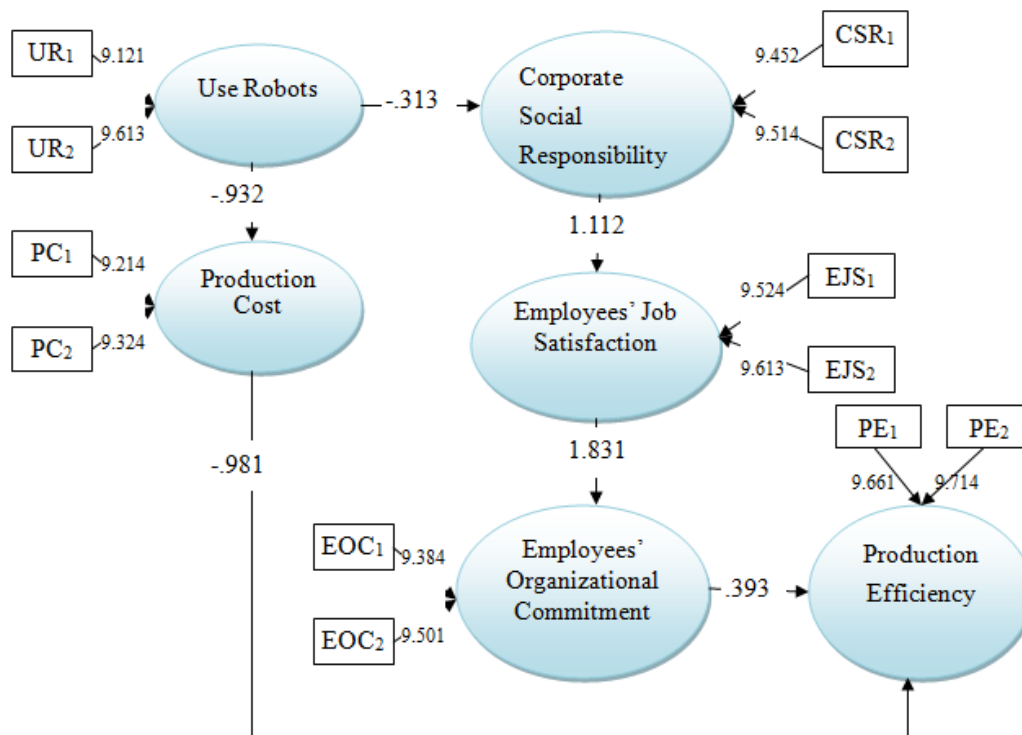 UR₁
9.121
Use Robots
-.313
Corporate
Social
Responsibility
9.452
CSR₁
UR₂
9.613
9.514
CSR₂
-.932
1.112
PC₁
9.214
Production
Cost
PC₂
9.324
Employees’ Job
Satisfaction
9.524
EJS₁
9.613
EJS₂
-.981
1.831
PE₁
PE₂
9.661
9.714
EOC₁
9.384
Employees’
Organizational
Commitment
.393
Production
Efficiency
EOC₂
9.501